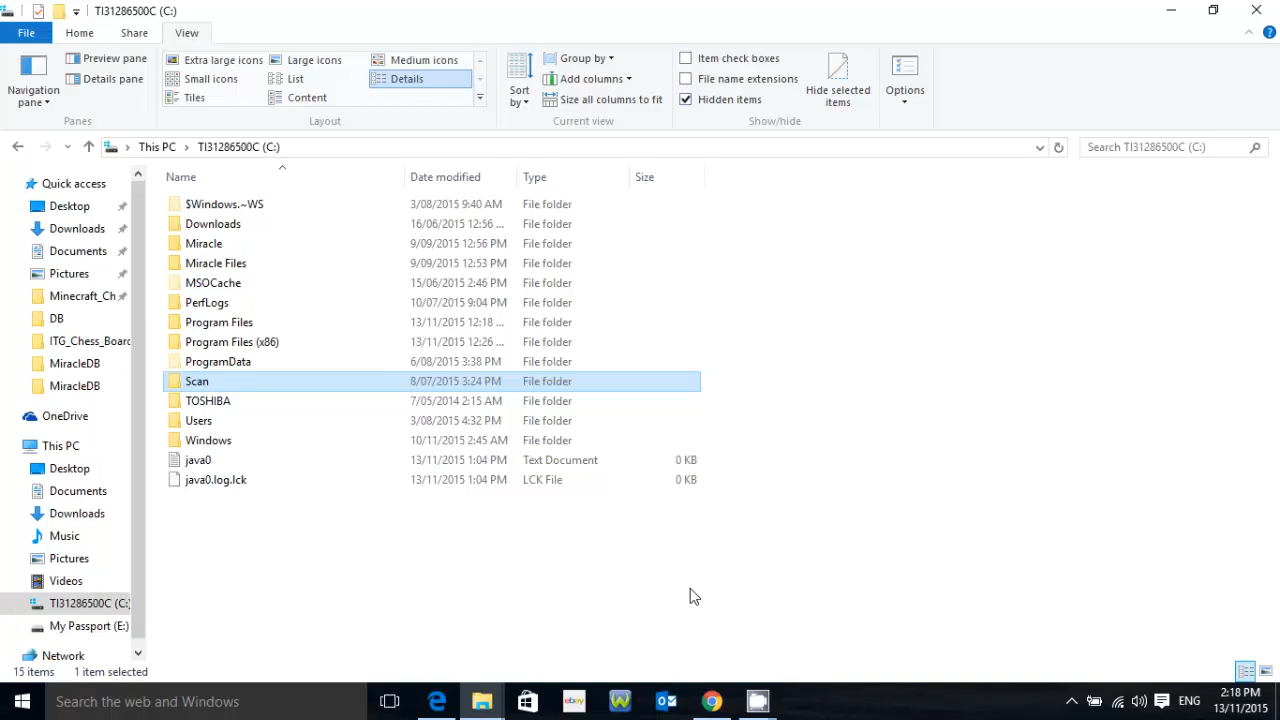 TI31286500C (C:)
File Home Share View
Navigation pane
Preview pane
Details pane
Panes
Extra large icons Large icons Medium icons
Small icons List Details
Tiles Content
Layout
Sort by
Group by
Add columns
Size all columns to fit
Current view
Item check boxes
File name extensions
Hidden items
Hide selected items
Show/hide
Options
This PC TI31286500C (C:)
Search TI31286500C (C:)
Quick access
Desktop
Downloads
Documents
Pictures
Minecraft_Ch
DB
ITG_Chess_Board
MiracleDB
MiracleDB
OneDrive
This PC
Desktop
Documents
Downloads
Music
Pictures
Videos
TI31286500C (C:)
My Passport (E:)
Network
Name Date modified Type Size
$Windows.~WS 3/08/2015 9:40 AM File folder
Downloads 16/06/2015 12:56 ... File folder
Miracle 9/09/2015 12:56 PM File folder
Miracle Files 9/09/2015 12:53 PM File folder
MSOCache 15/06/2015 2:46 PM File folder
PerfLogs 10/07/2015 9:04 PM File folder
Program Files 13/11/2015 12:18 ... File folder
Program Files (x86) 13/11/2015 12:26 ... File folder
ProgramData 6/08/2015 3:38 PM File folder
Scan 8/07/2015 3:24 PM File folder
TOSHIBA 7/05/2014 2:15 AM File folder
Users 3/08/2015 4:32 PM File folder
Windows 10/11/2015 2:45 AM File folder
java0 13/11/2015 1:04 PM Text Document 0 KB
java0.log.lck 13/11/2015 1:04 PM LCK File 0 KB
15 items 1 item selected
Search the web and Windows
ebay
ENG
2:18 PM
13/11/2015